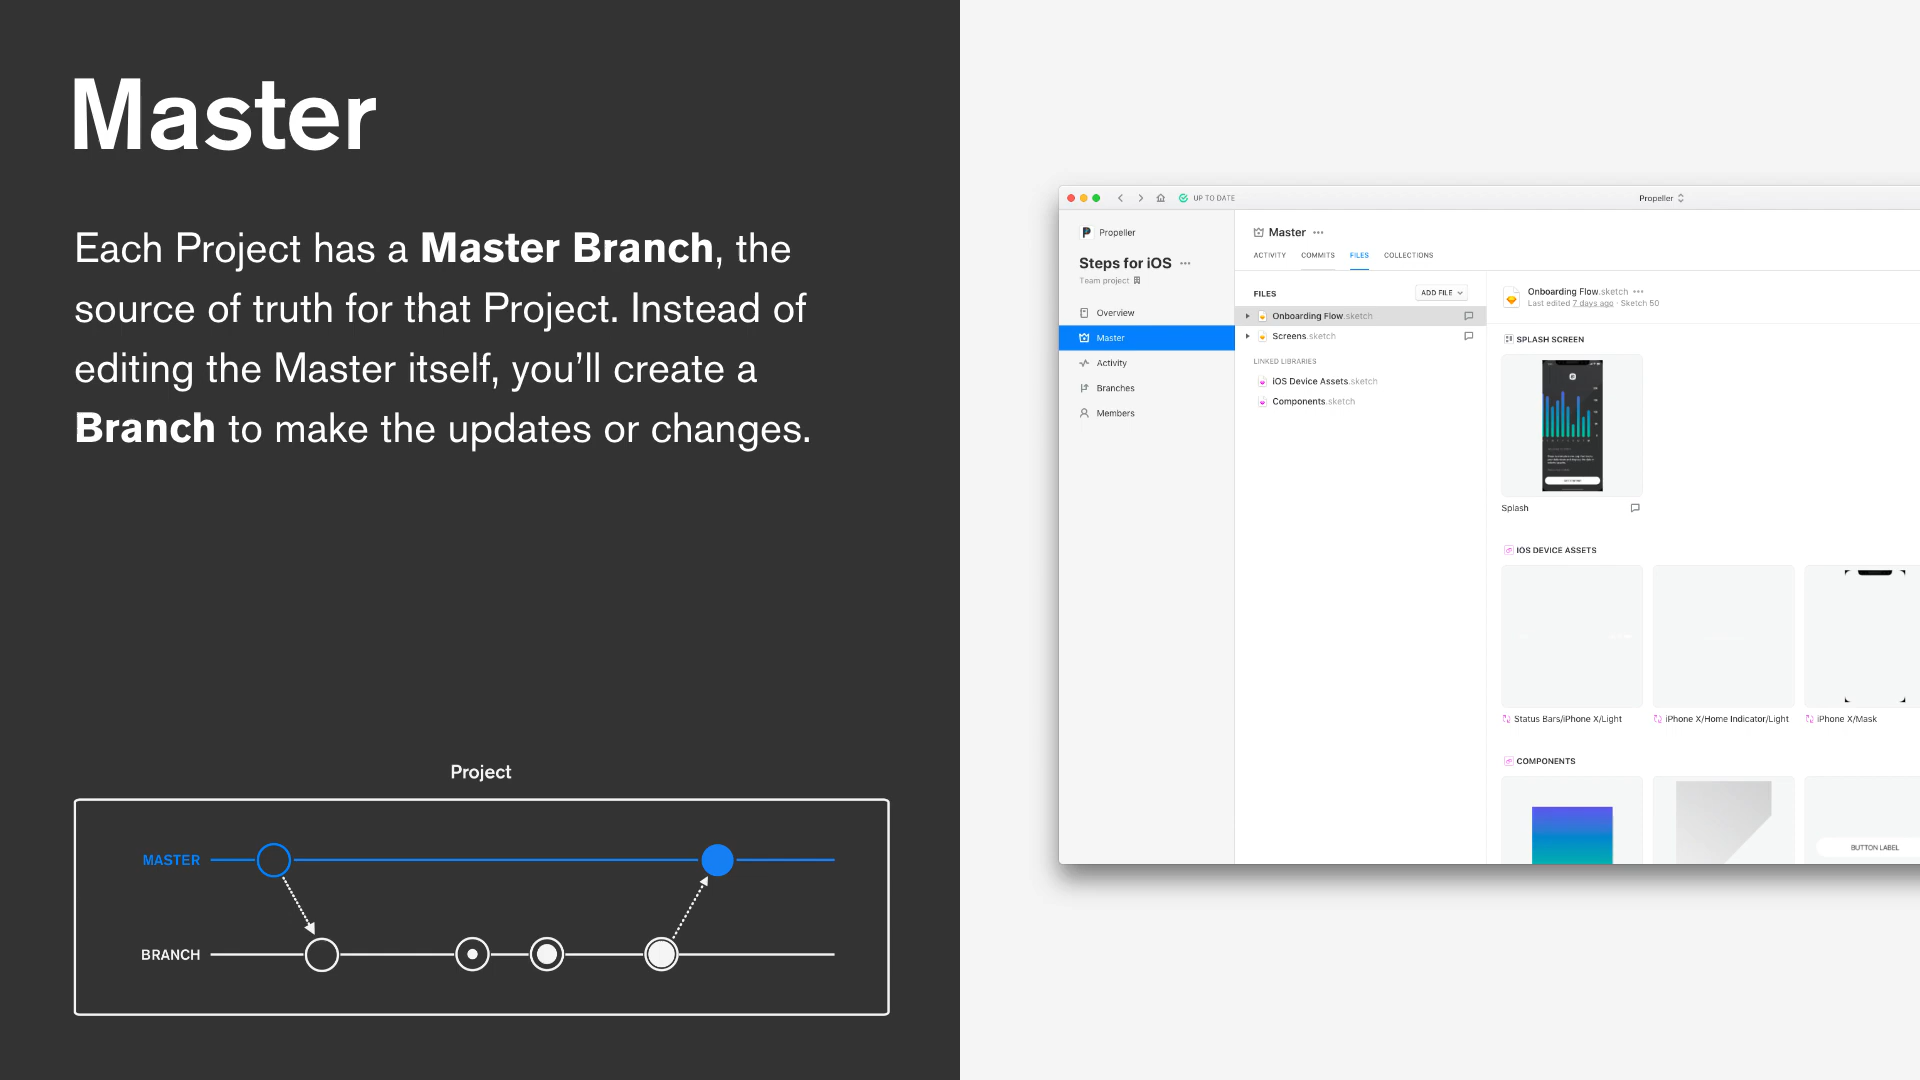 Master
Each Project has a Master Branch, the
source of truth for that Project. Instead of
editing the Master itself, you’ll create a
Branch to make the updates or changes.
Project
MASTER
BRANCH
UP TO DATE
Propeller
Propeller
Steps for iOS
Team project
Overview
Master
Activity
Branches
Members
Master
ACTIVITY COMMITS FILES COLLECTIONS
FILES
ADD FILE
Onboarding Flow.sketch
Screens.sketch
LINKED LIBRARIES
iOS Device Assets.sketch
Components.sketch
Onboarding Flow.sketch
Last edited 7 days ago · Sketch 50
SPLASH SCREEN
Splash
IOS DEVICE ASSETS
Status Bars/iPhone X/Light
iPhone X/Home Indicator/Light
iPhone X/Mask
COMPONENTS
BUTTON LABEL